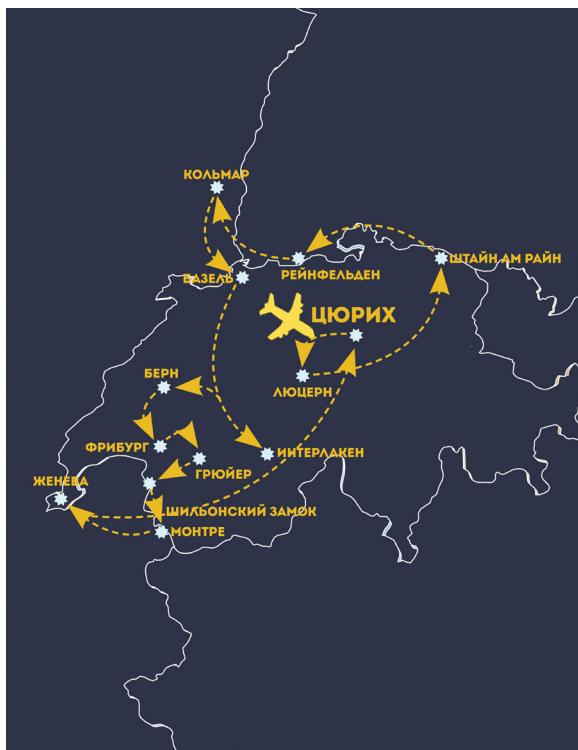 КОЛЬМАР
БАЗЕЛЬ
РЕЙНФЕЛЬДЕН
ШТАЙН АМ РАЙН
ЦЮРИХ
ЛЮЦЕРН
БЕРН
ФРИБУРГ
ИНТЕРЛАКЕН
ГРЮЙЕР
ЖЕНЕВА
ШИЛЬОНСКИЙ ЗАМОК
МОНТРЕ